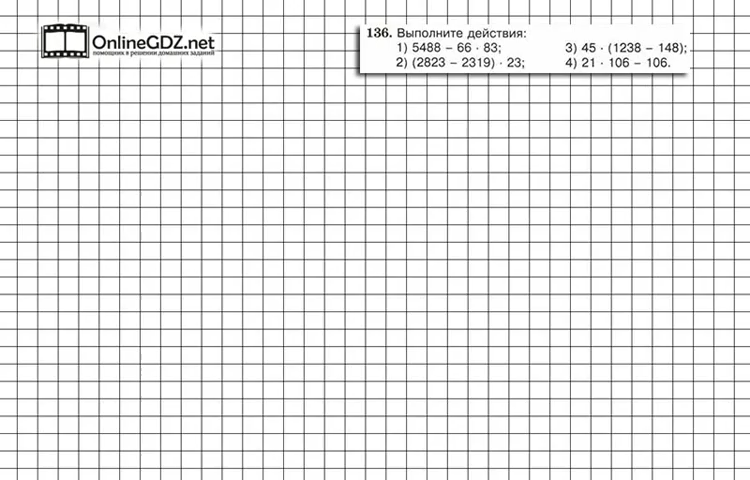 OnlineGDZ.net
помощник в решении домашних заданий
136. Выполните действия:
1) 5488 – 66 · 83;
3) 45 · (1238 – 148);
2) (2823 – 2319) · 23;
4) 21 · 106 – 106.